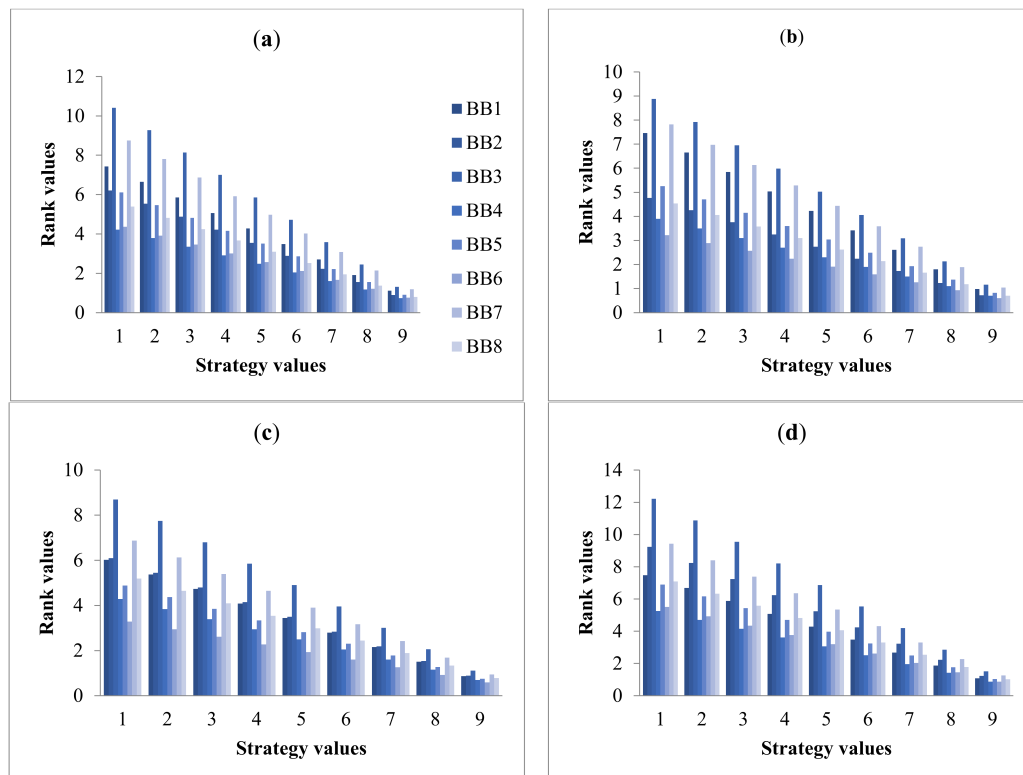 (a)
Rank values
12
10
8
6
4
2
0
1 2 3 4 5 6 7 8 9
Strategy values
BB1
BB2
BB3
BB4
BB5
BB6
BB7
BB8
(b)
Rank values
10
9
8
7
6
5
4
3
2
1
0
1 2 3 4 5 6 7 8 9
Strategy values
(c)
Rank values
10
8
6
4
2
0
1 2 3 4 5 6 7 8 9
Strategy values
(d)
Rank values
14
12
10
8
6
4
2
0
1 2 3 4 5 6 7 8 9
Strategy values